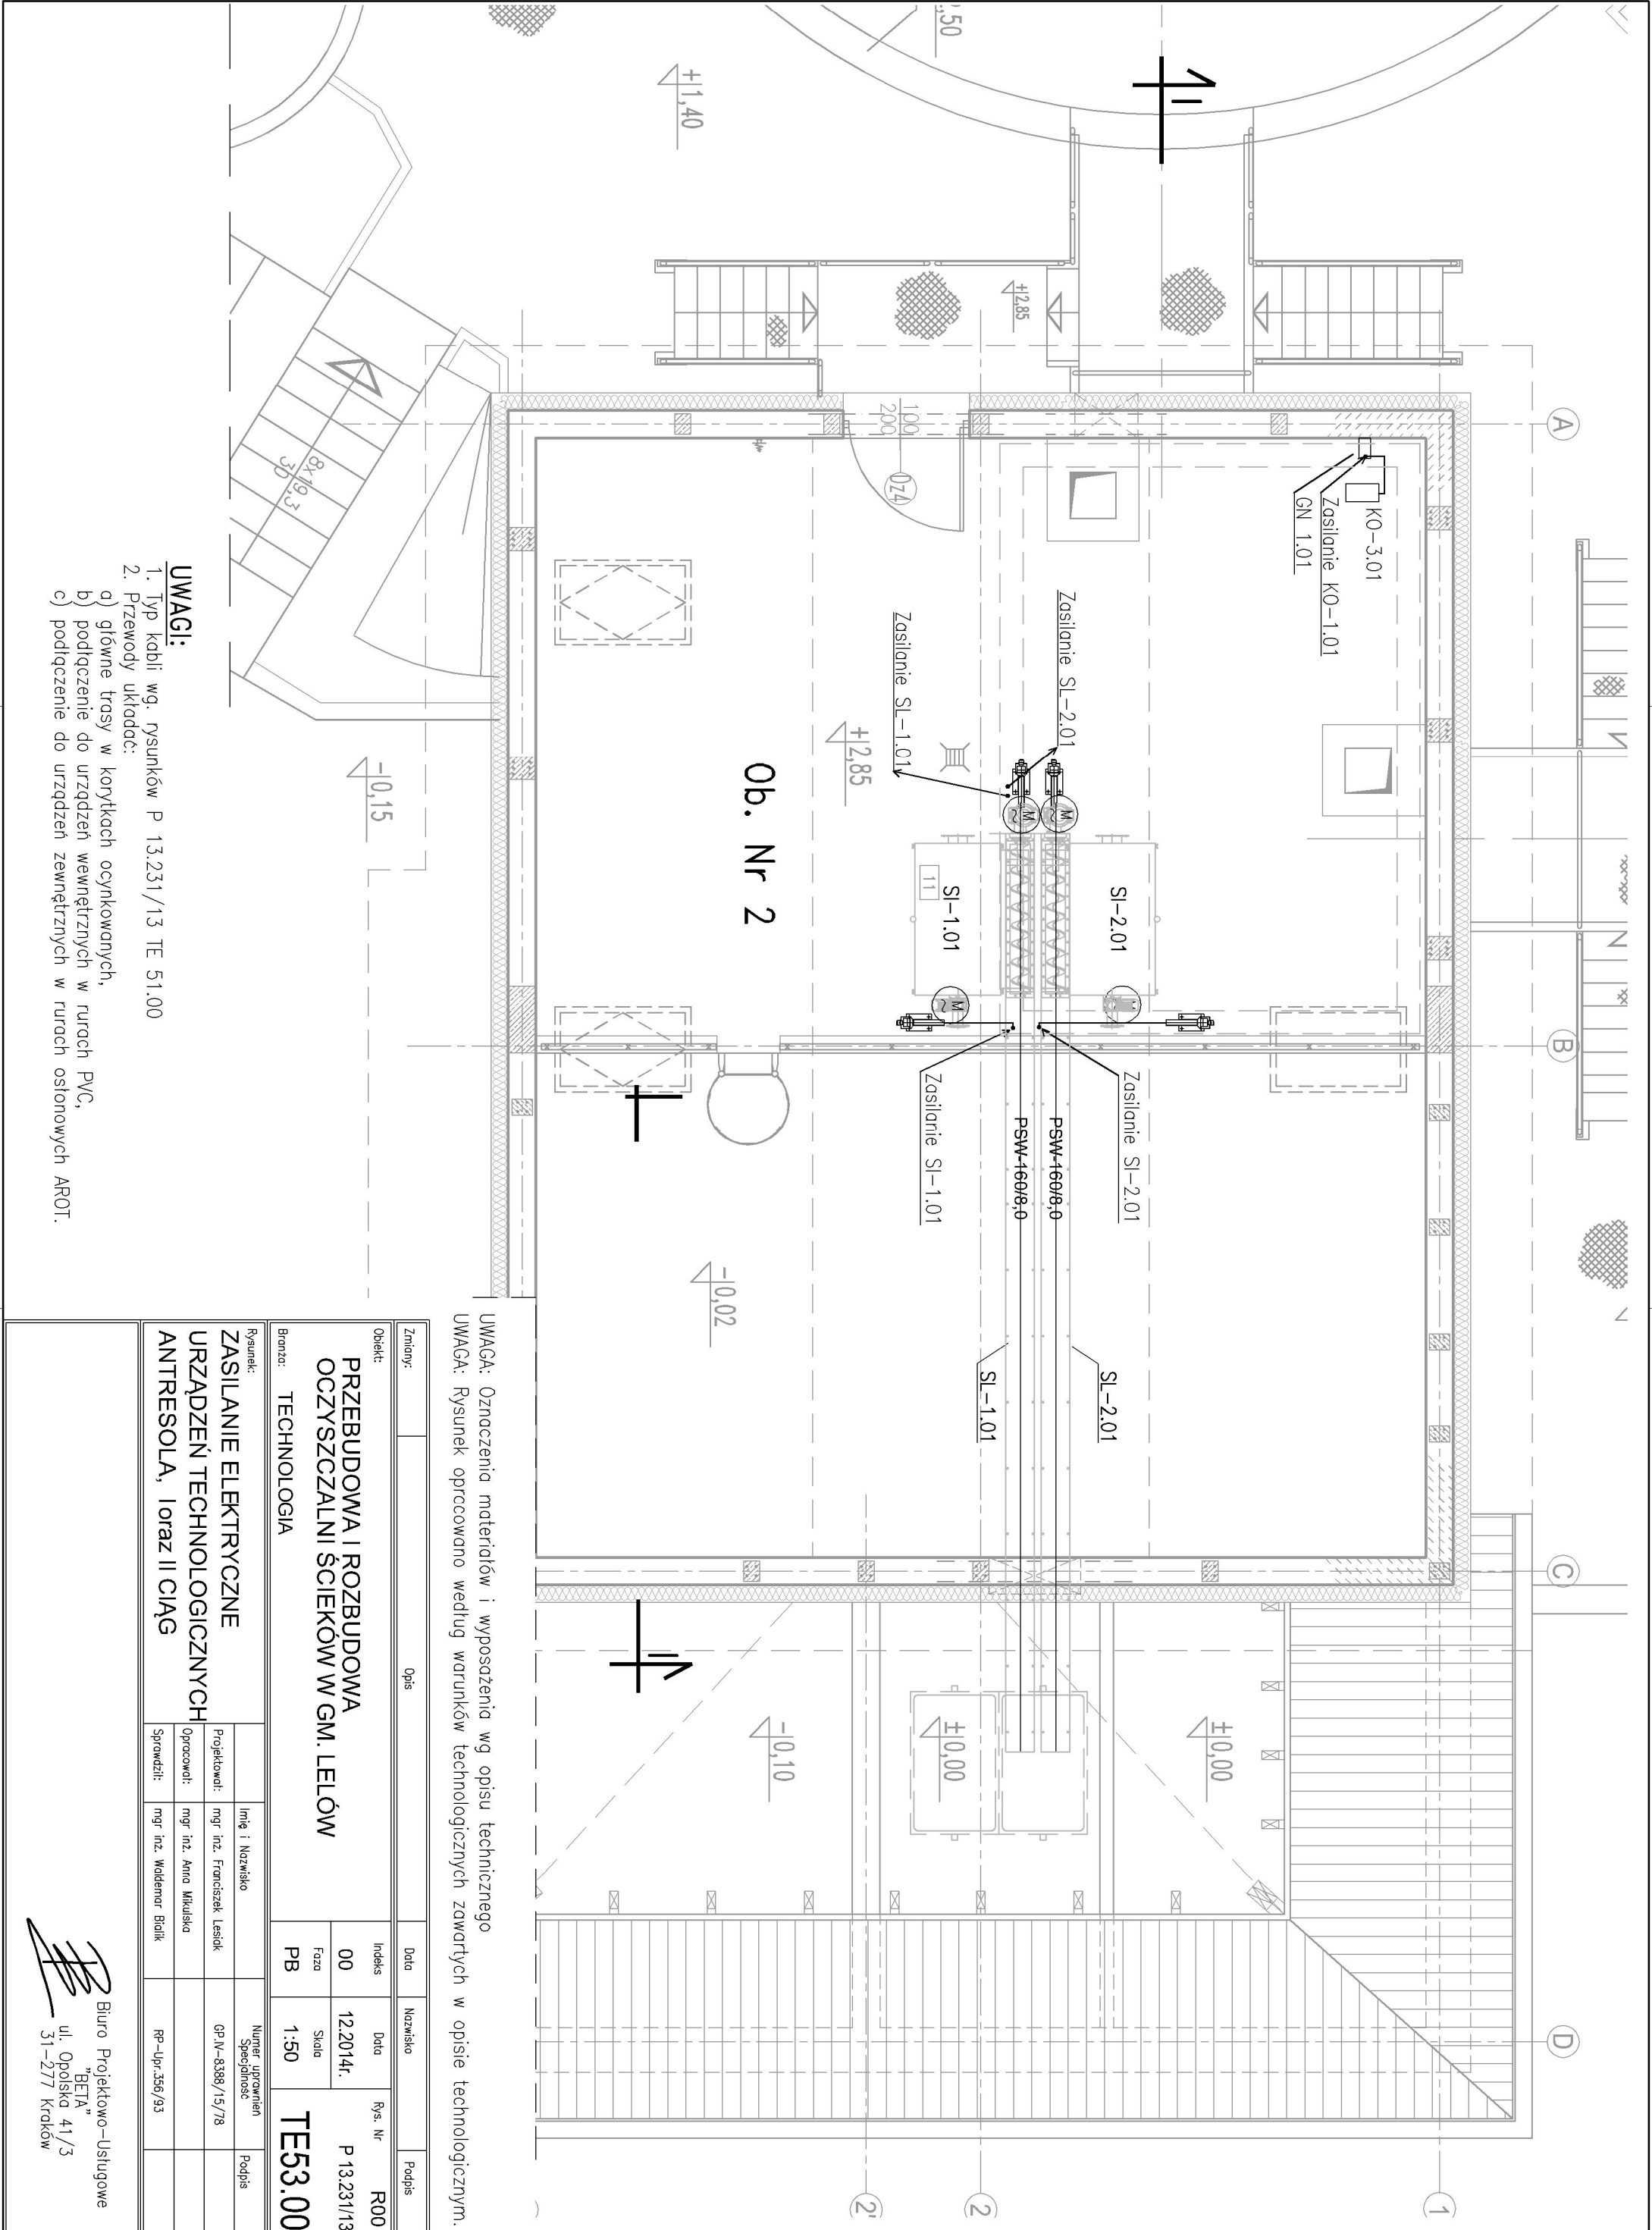 A
B
C
D
1
2
2'
+1,40
+2,85
100
200
Dz4
8x19,3
30
KO-3.01
Zasilanie KO-1.01
GN 1.01
Zasilanie SL-2.01
Zasilanie SL-1.01
+2,85
Ob. Nr 2
SI-2.01
SI-1.01
11
M
M
M
M
Zasilanie SI-2.01
Zasilanie SI-1.01
PSW-160/8,0
PSW-160/8,0
SL-2.01
SL-1.01
-0,15
-0,02
±0,00
±0,00
-0,10
UWAGI:
1. Typ kabli wg. rysunków P 13.231/13 TE 51.00
2. Przewody układać:
a) główne trasy w korytkach ocynkowanych,
b) podłączenie do urządzeń wewnętrznych w rurach PVC,
c) podłączenie do urządzeń zewnętrznych w rurach osłonowych AROT.
UWAGA: Oznaczenia materiałów i wyposażenia wg opisu technicznego
UWAGA: Rysunek oprcowano według warunków technologicznych zawartych w opisie technologicznym.
Zmiany: Opis Data Nazwisko Podpis
Obiekt:
PRZEBUDOWA I ROZBUDOWA
OCZYSZCZALNI ŚCIEKÓW W GM. LELÓW
Indeks Data Rys. Nr R00
00 12.2014r. P 13.231/13
Branża: TECHNOLOGIA
Faza Skala
PB 1:50 TE53.00
Rysunek:
ZASILANIE ELEKTRYCZNE
URZĄDZEŃ TECHNOLOGICZNYCH
ANTRESOLA, Ioraz II CIĄG
Imię i Nazwisko Numer uprawnień Specjalność Podpis
Projektował: mgr inż. Franciszek Lesiak GP.IV-8388/15/78
Opracował: mgr inż. Anna Mikulska
Sprawdził: mgr inż. Waldemar Bialik RP-Upr.356/93
Biuro Projektowo-Usługowe
"BETA"
ul. Opolska 41/3
31-277 Kraków